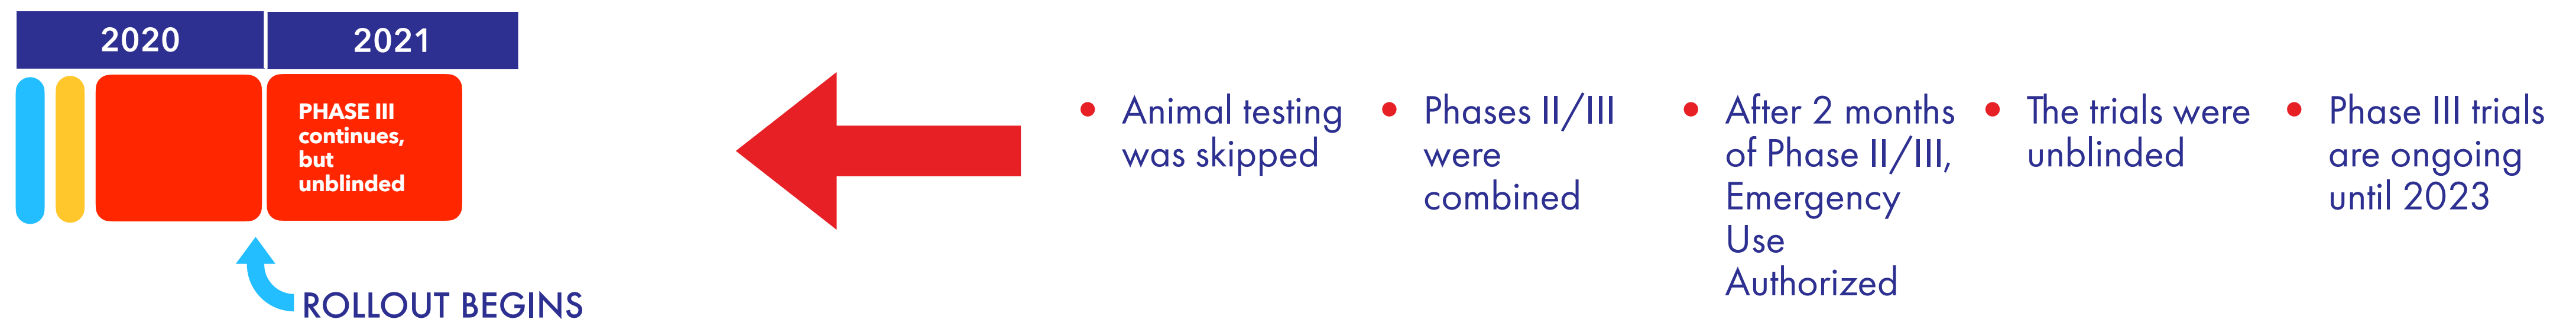 2020
2021
PHASE III
continues,
but
unblinded
ROLLOUT BEGINS
• Animal testing
was skipped
• Phases II/III
were
combined
• After 2 months
of Phase II/III,
Emergency
Use
Authorized
• The trials were
unblinded
• Phase III trials
are ongoing
until 2023